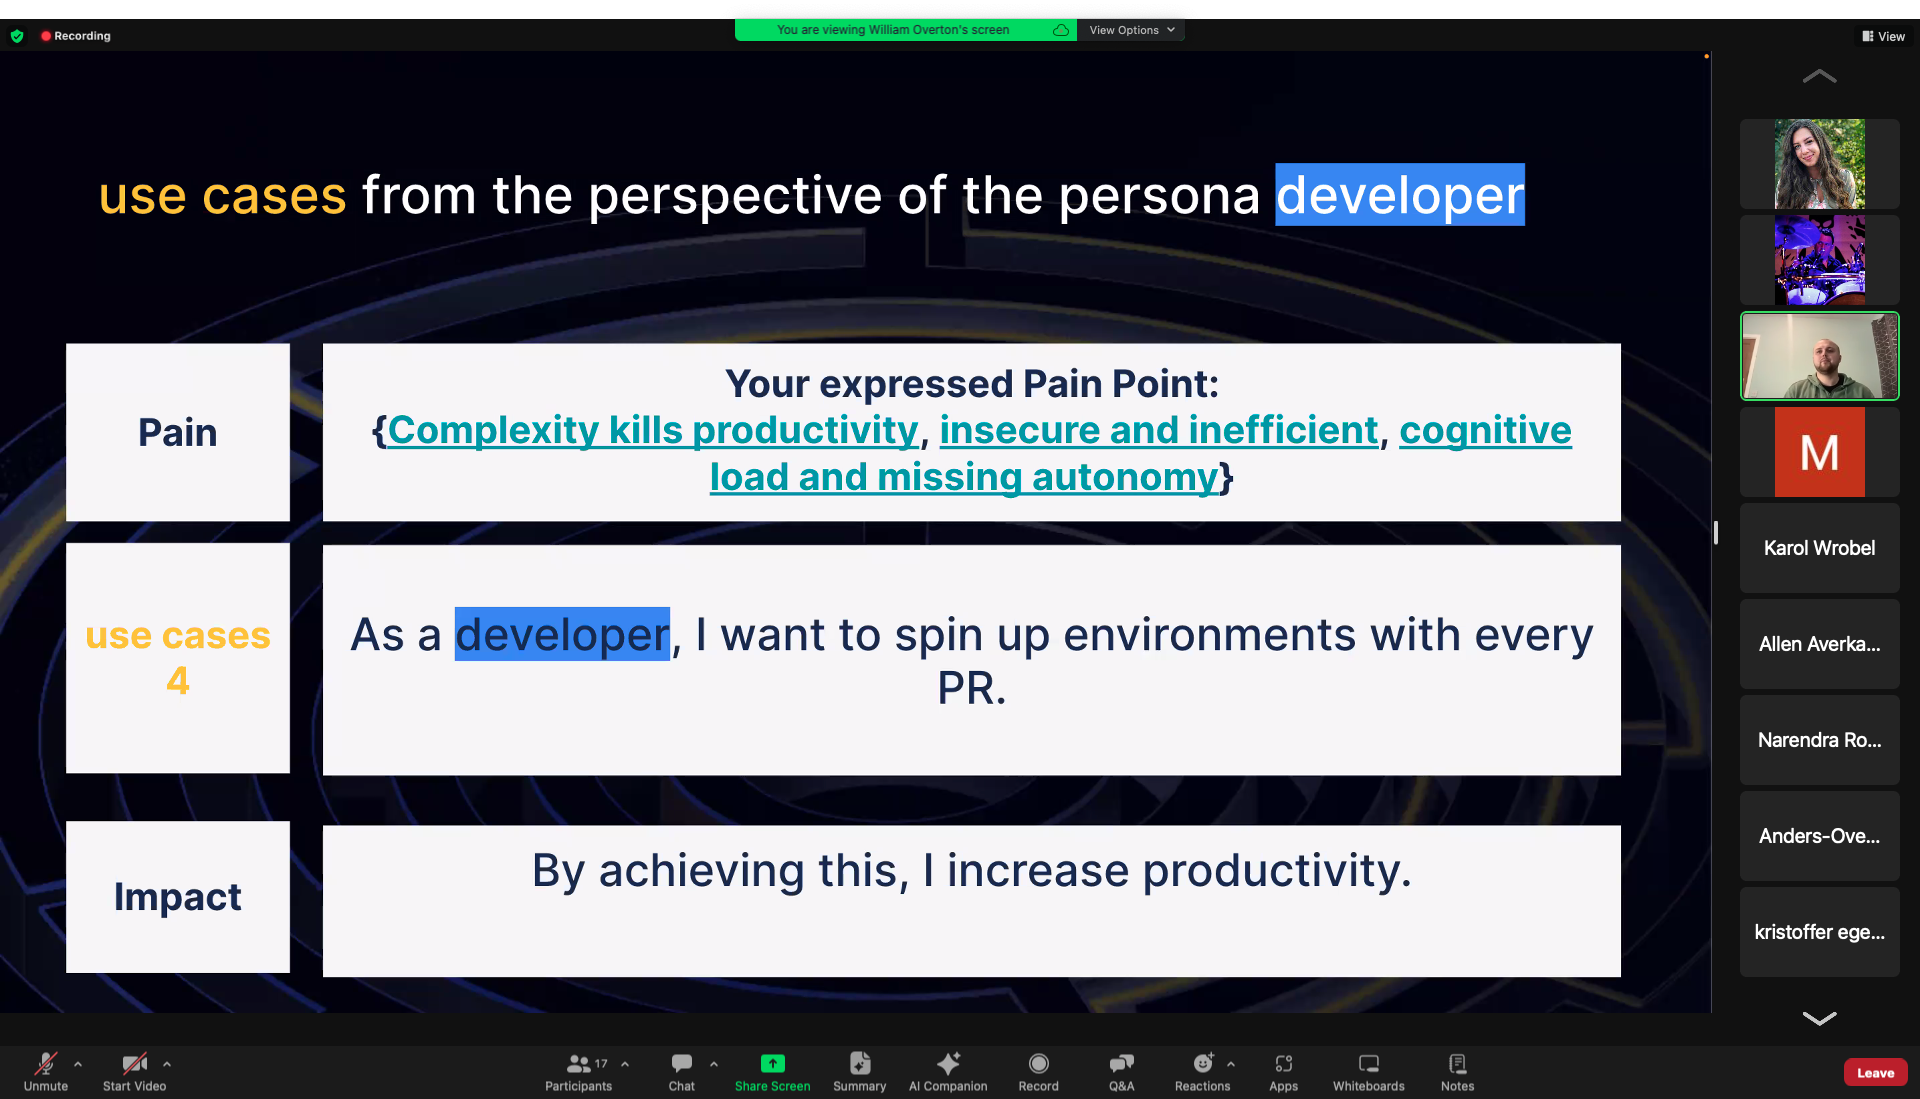 Recording
You are viewing William Overton's screen
View Options
View
use cases from the perspective of the persona developer
Pain
Your expressed Pain Point:
{Complexity kills productivity, insecure and inefficient, cognitive
load and missing autonomy}
use cases
4
As a developer, I want to spin up environments with every
PR.
Impact
By achieving this, I increase productivity.
M
Karol Wrobel
Allen Averka...
Narendra Ro...
Anders-Ove...
kristoffer ege...
Unmute
Start Video
17
Participants
Chat
Share Screen
Summary
AI Companion
Record
Q&A
Reactions
Apps
Whiteboards
Notes
Leave